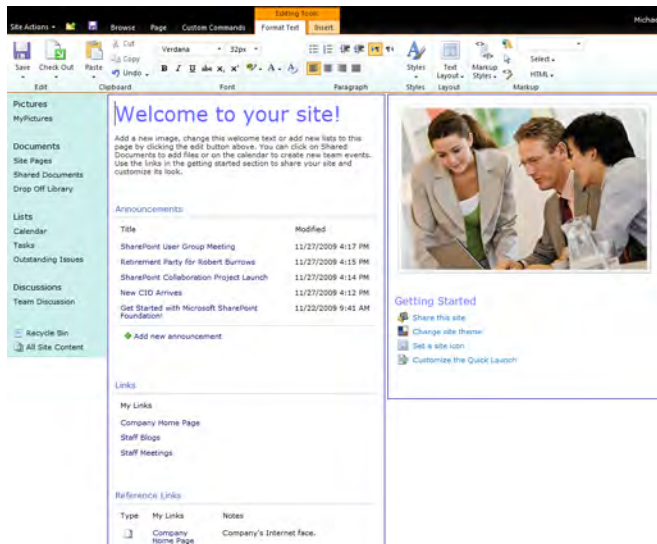 Editing Tools
Site Actions Browse Page Custom Commands Format Text Insert Michae
Save Check Out Paste Cut Copy Undo
Verdana 32px
B I U abc x, x² A A
Styles Text Layout Markup Styles Select HTML
Edit Clipboard Font Paragraph Styles Layout Markup
Pictures
MyPictures
Documents
Site Pages
Shared Documents
Drop Off Library
Lists
Calendar
Tasks
Outstanding Issues
Discussions
Team Discussion
Recycle Bin
All Site Content
Welcome to your site!
Add a new image, change this welcome text or add new lists to this
page by clicking the edit button above. You can click on Shared
Documents to add files or on the calendar to create new team events.
Use the links in the getting started section to share your site and
customize its look.
Announcements
Title Modified
SharePoint User Group Meeting 11/27/2009 4:17 PM
Retirement Party for Robert Burrows 11/27/2009 4:15 PM
SharePoint Collaboration Project Launch 11/27/2009 4:14 PM
New CIO Arrives 11/27/2009 4:12 PM
Get Started with Microsoft SharePoint 11/22/2009 9:41 AM
Foundation!
Add new announcement
Links
My Links
Company Home Page
Staff Blogs
Staff Meetings
Reference Links
Type My Links Notes
Company Company's Internet face.
Home Page
Getting Started
Share this site
Change site theme
Set a site icon
Customize the Quick Launch